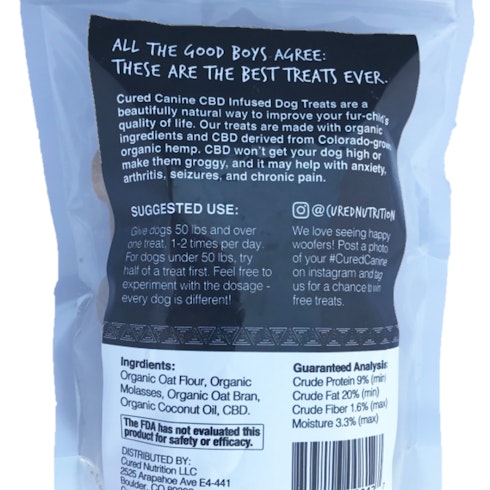 ALL THE GOOD BOYS AGREE:
THESE ARE THE BEST TREATS EVER.
Cured Canine CBD Infused Dog Treats are a
beautifully natural way to improve your fur-child's
quality of life. Our treats are made with organic
ingredients and CBD derived from Colorado-grown
organic hemp. CBD won't get your dog high or
make them groggy, and it may help with anxiety,
arthritis, seizures, and chronic pain.
SUGGESTED USE:
Give dogs 50 lbs and over
one treat, 1-2 times per day.
For dogs under 50 lbs, try
half of a treat first. Feel free to
experiment with the dosage -
every dog is different!
@CUREDNUTRITION
We love seeing happy
woofers! Post a photo
of your #CuredCanine
on instagram and tag
us for a chance to win
free treats.
Ingrdients:
Organic Oat Flour, Organic
Molasses, Organic Oat Bran,
Organic Coconut Oil, CBD.
The FDA has not evaluated this
product for safety or efficacy.
DISTRIBUTED BY:
Cured Nutrition LLC
2525 Arapahoe Ave E4-441
Boulder, CO
Guaranteed Analysis:
Crude Protein 9% (min)
Crude Fat 20% (min)
Crude Fiber 1.6% (max)
Moisture 3.3% (max)